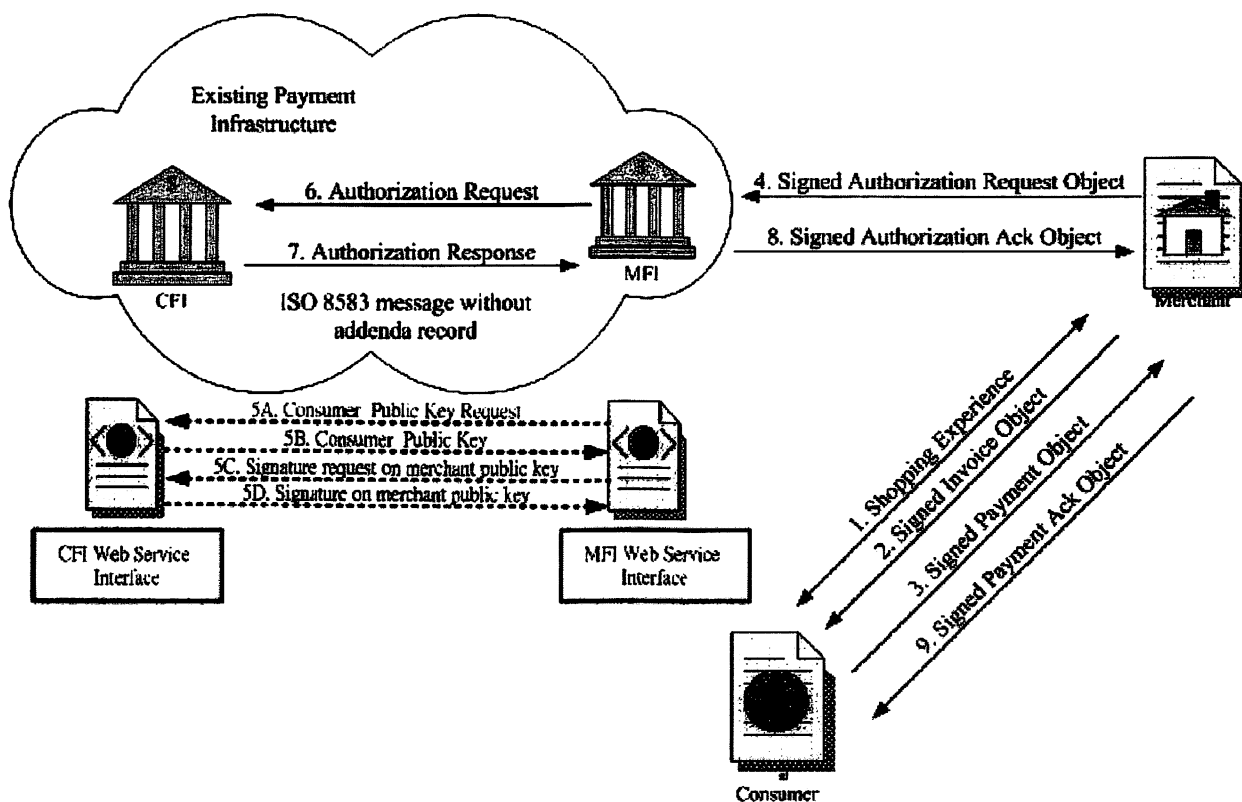 Existing Payment
Infrastructure
6. Authorization Request
7. Authorization Response
CFI
MFI
ISO 8583 message without
addenda record
4. Signed Authorization Request Object
8. Signed Authorization Ack Object
Merchant
5A. Consumer Public Key Request
5B. Consumer Public Key
5C. Signature request on merchant public key
5D. Signature on merchant public key
CFI Web Service
Interface
MFI Web Service
Interface
1. Shopping Experience
2. Signed Invoice Object
3. Signed Payment Object
9. Signed Payment Ack Object
Consumer